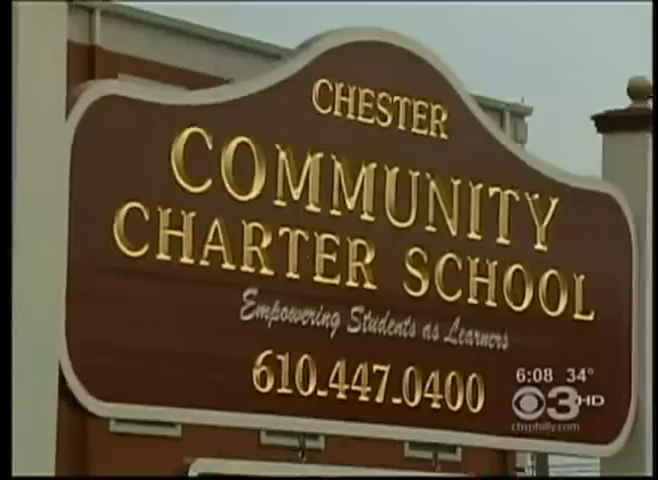 CHESTER
COMMUNITY
CHARTER SCHOOL
Empowering Students as Learners
610.447.0400
6:08 34°
3 HD
cbsphilly.com